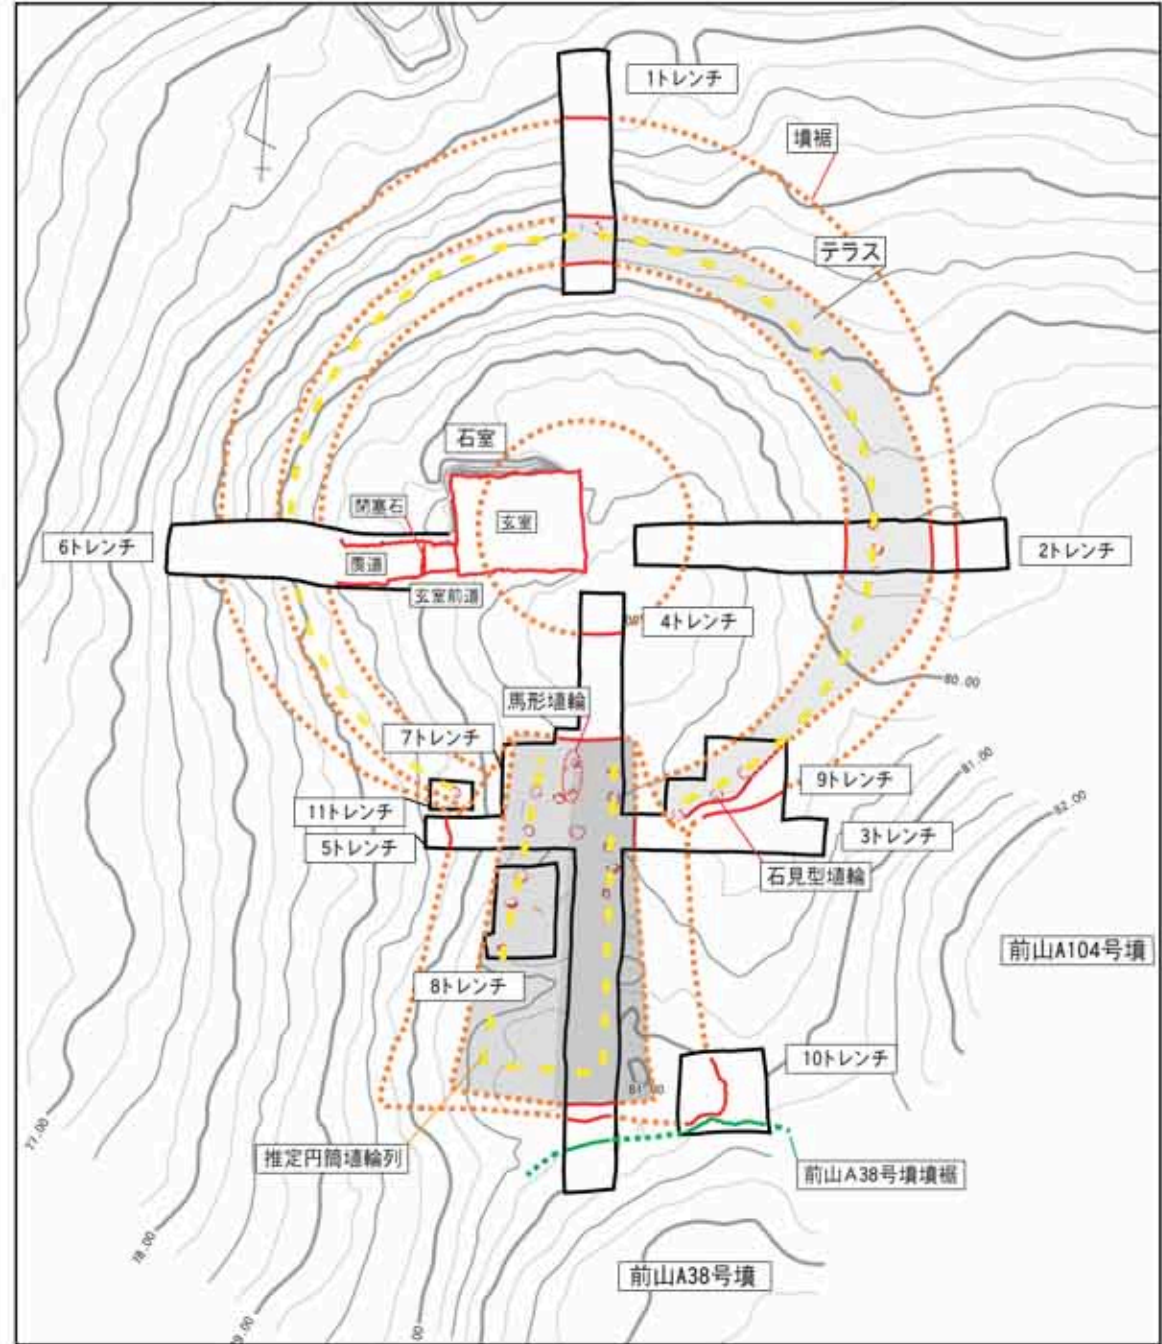 1トレンチ
墳裾
テラス
石室
閉塞石
玄室
6トレンチ
羨道
2トレンチ
玄室前道
4トレンチ
80.00
馬形埴輪
7トレンチ
81.00
9トレンチ
82.00
11トレンチ
5トレンチ
3トレンチ
石見型埴輪
前山A104号墳
8トレンチ
10トレンチ
81.00
77.00
推定円筒埴輪列
前山A38号墳墳裾
78.00
前山A38号墳